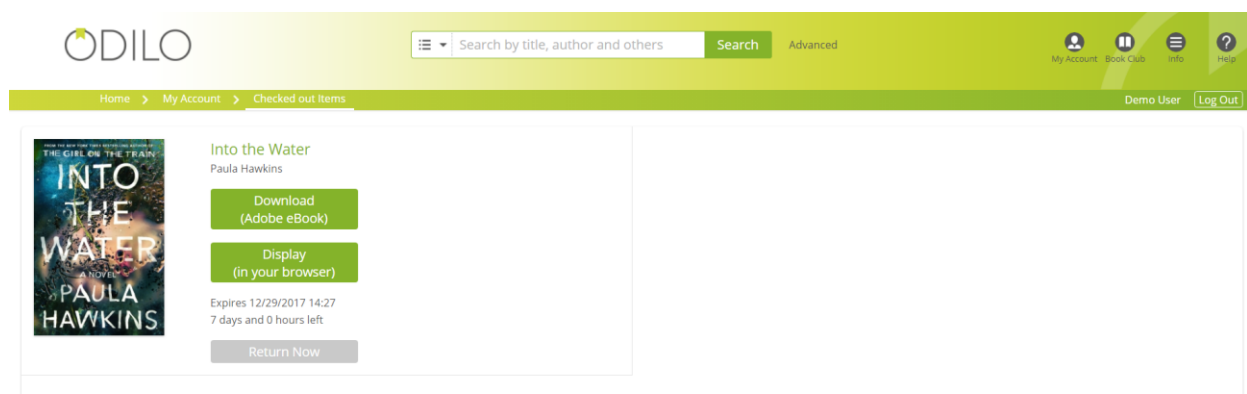 ODILO
Search by title, author and others
Search
Advanced
My Account
Book Club
Info
Help
Home > My Account > Checked out Items
Demo User
Log Out
THE GIRL ON THE TRAIN
INTO
THE
WATER
A NOVEL
PAULA
HAWKINS
Into the Water
Paula Hawkins
Download
(Adobe eBook)
Display
(in your browser)
Expires 12/29/2017 14:27
7 days and 0 hours left
Return Now